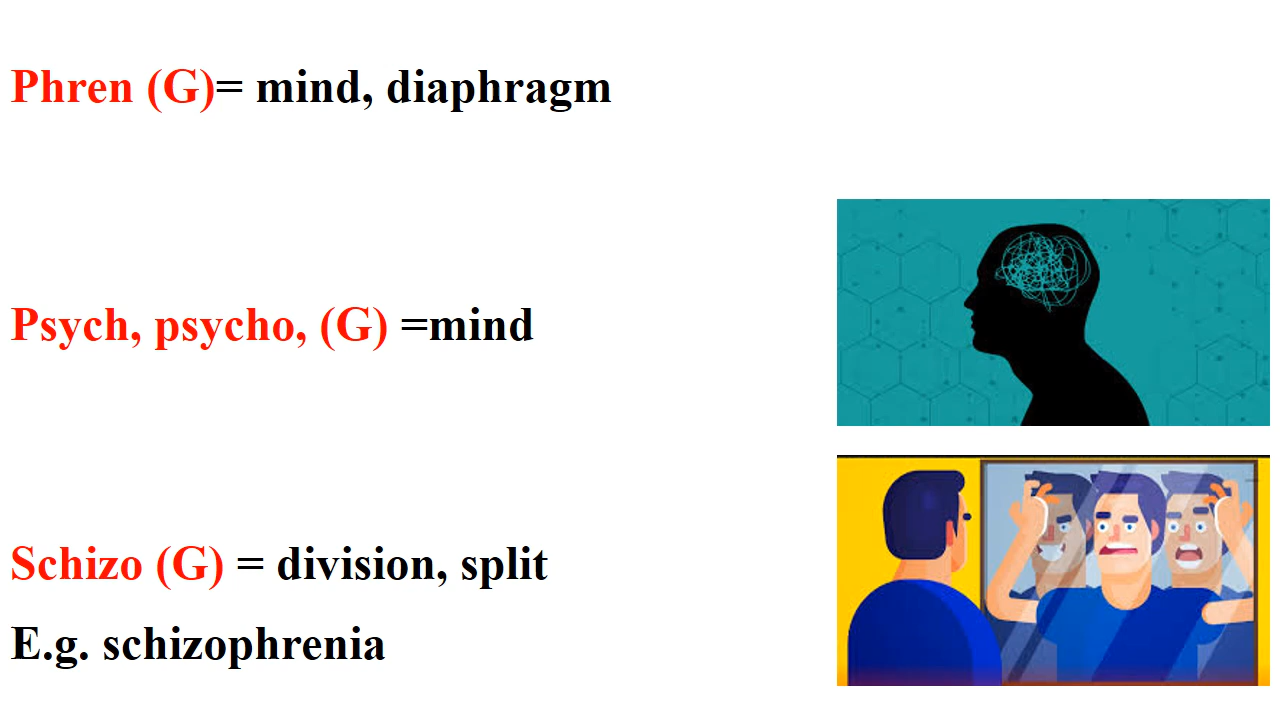 Phren (G)= mind, diaphragm
Psych, psycho, (G) =mind
Schizo (G) = division, split
E.g. schizophrenia